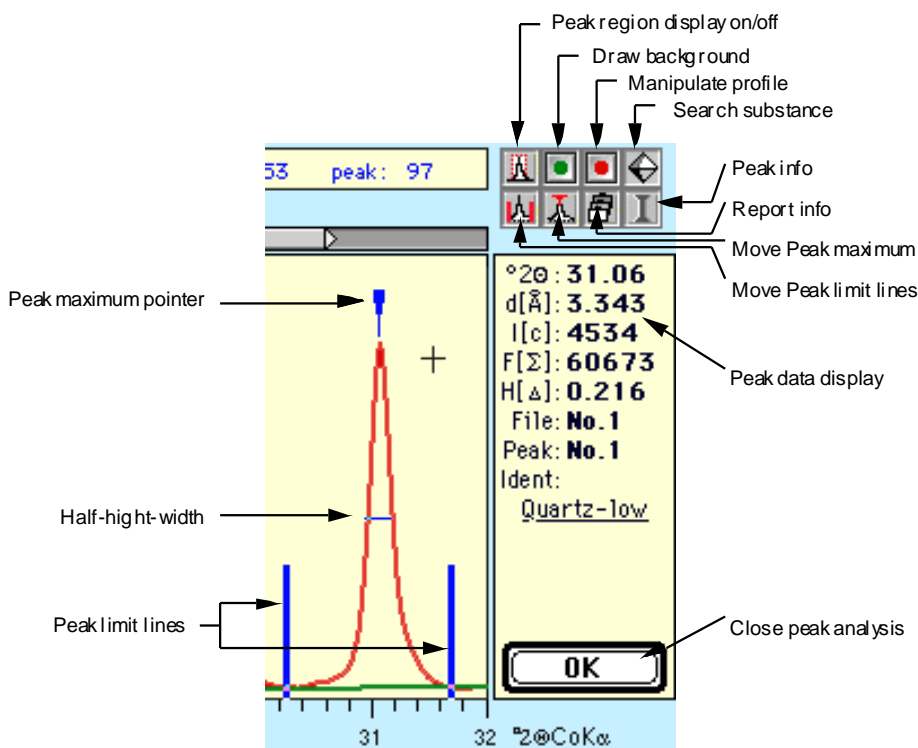 Peak region display on/off
Draw background
Manipulate profile
Search substance
53 peak: 97
Peak info
Report info
Move Peak maximum
Move Peak limit lines
Peak maximum pointer
°2Θ: 31.06
d[Å]: 3.343
I[c]: 4534
F[Σ]: 60673
H[△]: 0.216
File: No.1
Peak: No.1
Ident:
Quartz-low
Peak data display
Half-hight-width
Peak limit lines
Close peak analysis
OK
31 32 °2ΘCoKα